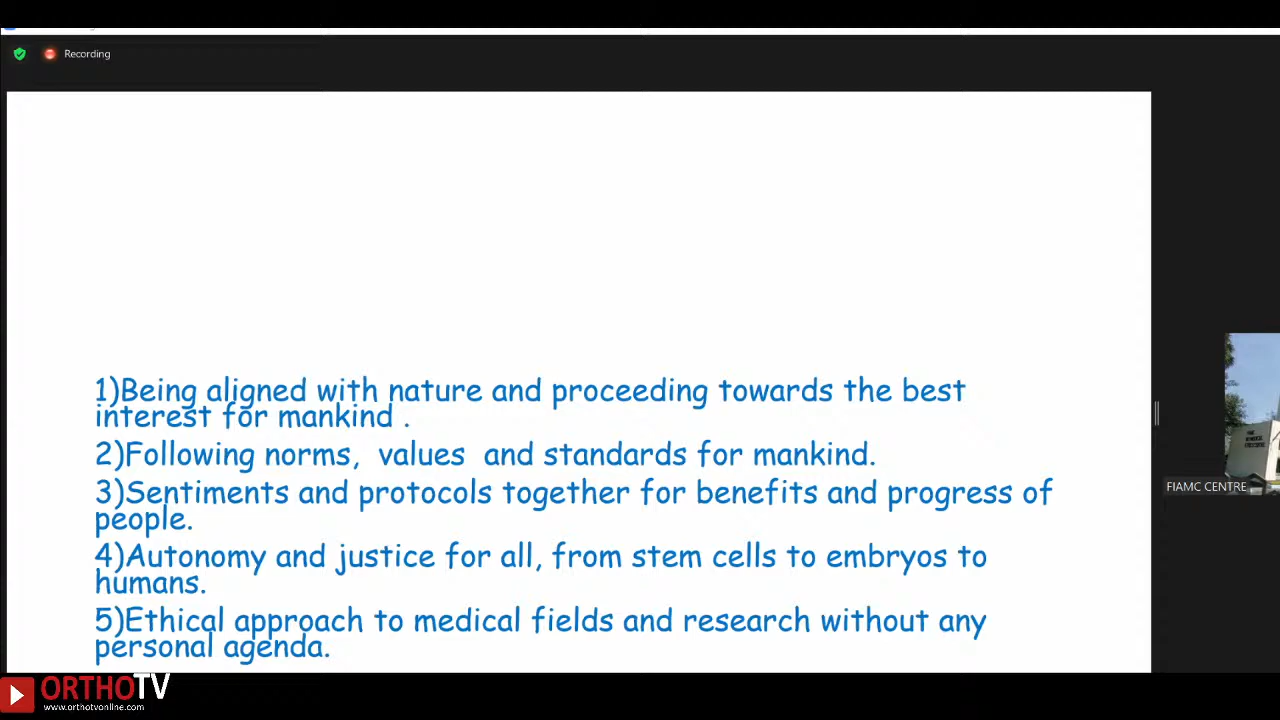 Recording
1)Being aligned with nature and proceeding towards the best
interest for mankind .
2)Following norms,  values  and standards for mankind.
3)Sentiments and protocols together for benefits and progress of
people.
4)Autonomy and justice for all, from stem cells to embryos to
humans.
5)Ethical approach to medical fields and research without any
personal agenda.
FIAMC CENTRE
ORTHOTV
www.orthotvonline.com